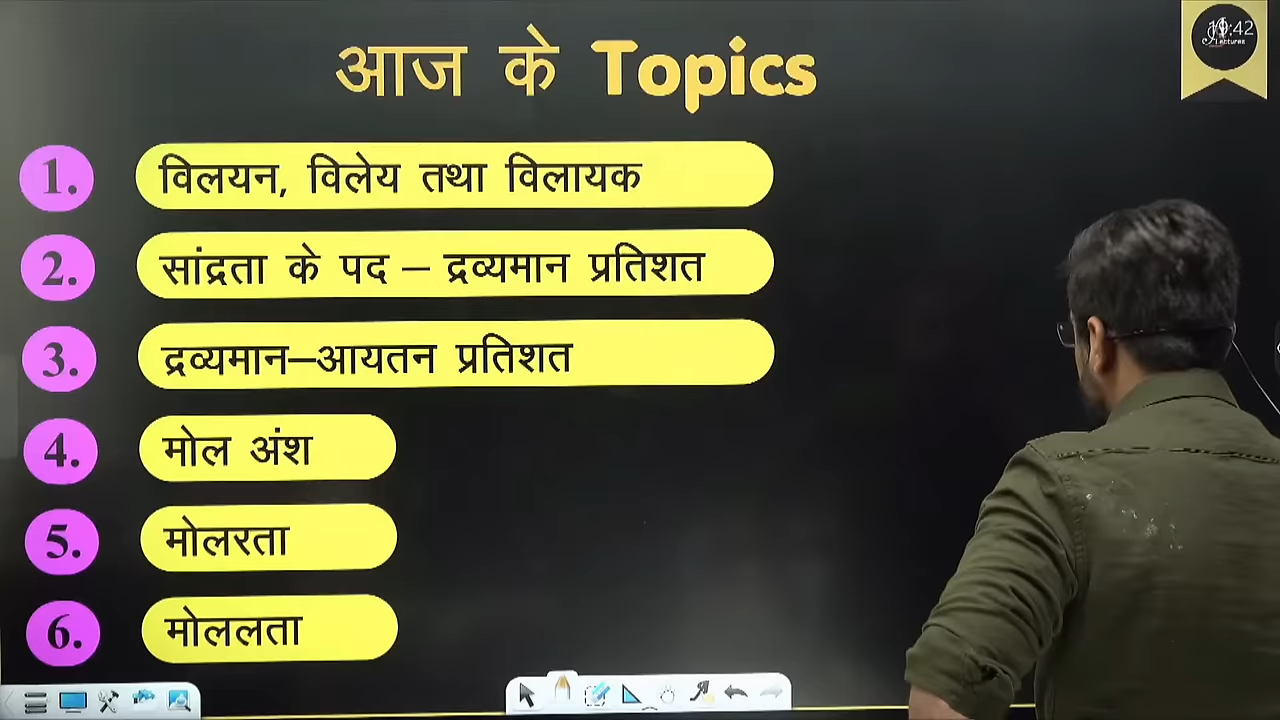 आज के Topics
1. विलयन, विलेय तथा विलायक
2. सांद्रता के पद – द्रव्यमान प्रतिशत
3. द्रव्यमान–आयतन प्रतिशत
4. मोल अंश
5. मोलरता
6. मोललता